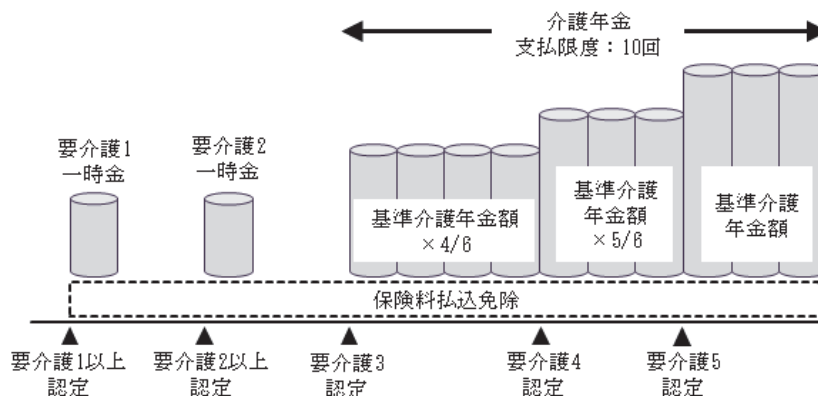 介護年金
支払限度：10回
要介護1
一時金
要介護2
一時金
基準介護年金額
×4/6
基準介護
年金額
×5/6
基準介護
年金額
保険料払込免除
要介護1以上
認定
要介護2以上
認定
要介護3
認定
要介護4
認定
要介護5
認定